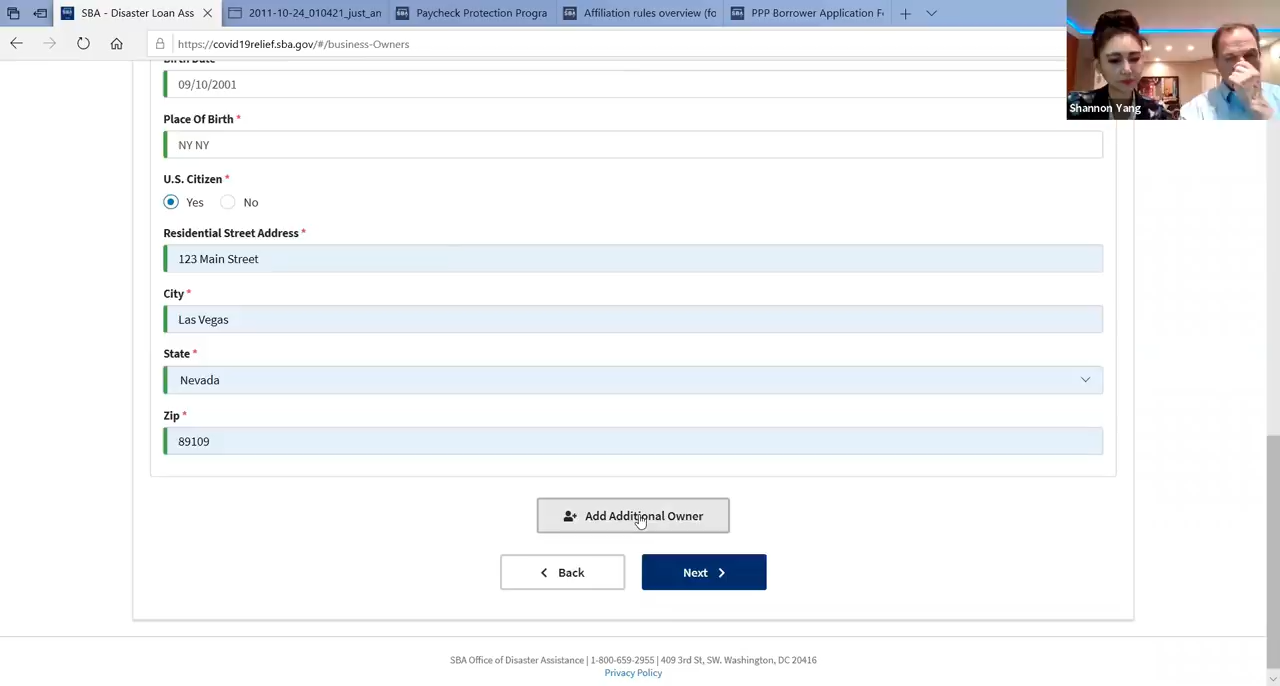 SBA - Disaster Loan Ass
2011-10-24_010421_just_an
Paycheck Protection Progra
Affiliation rules overview (fo
PPP Borrower Application Fo
https://covid19relief.sba.gov/#/business-Owners
Shannon Yang
Birth Date
09/10/2001
Place Of Birth *
NY NY
U.S. Citizen *
Yes No
Residential Street Address *
123 Main Street
City *
Las Vegas
State *
Nevada
Zip *
89109
Add Additional Owner
Back
Next
SBA Office of Disaster Assistance | 1-800-659-2955 | 409 3rd St, SW. Washington, DC 20416
Privacy Policy